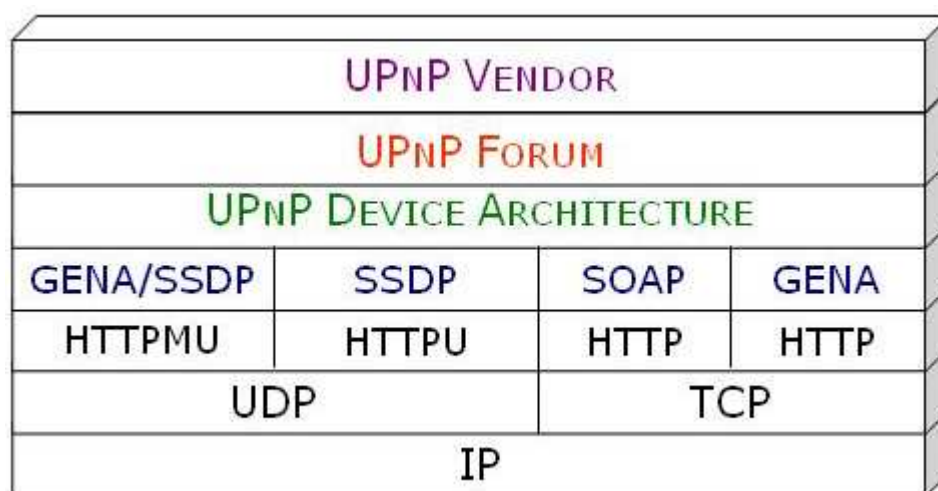 UPNP VENDOR
UPNP FORUM
UPNP DEVICE ARCHITECTURE
GENA/SSDP SSDP SOAP GENA
HTTPMU HTTPU HTTP HTTP
UDP TCP
IP